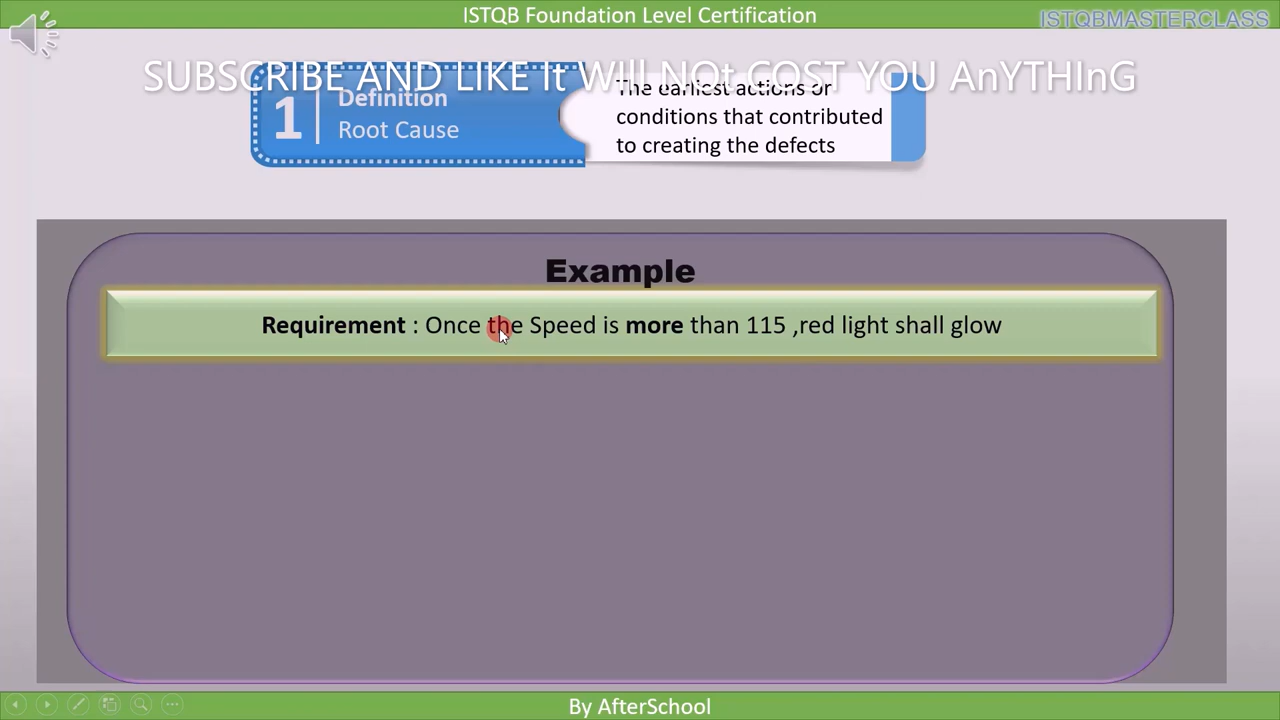 ISTQB Foundation Level Certification
ISTQBMASTERCLASS
SUBSCRIBE AND LIKE It WIll NOt COST YOU AnYTHInG
1
Definition
Root Cause
The earliest actions or
conditions that contributed
to creating the defects
Example
Requirement : Once the Speed is more than 115 ,red light shall glow
By AfterSchool